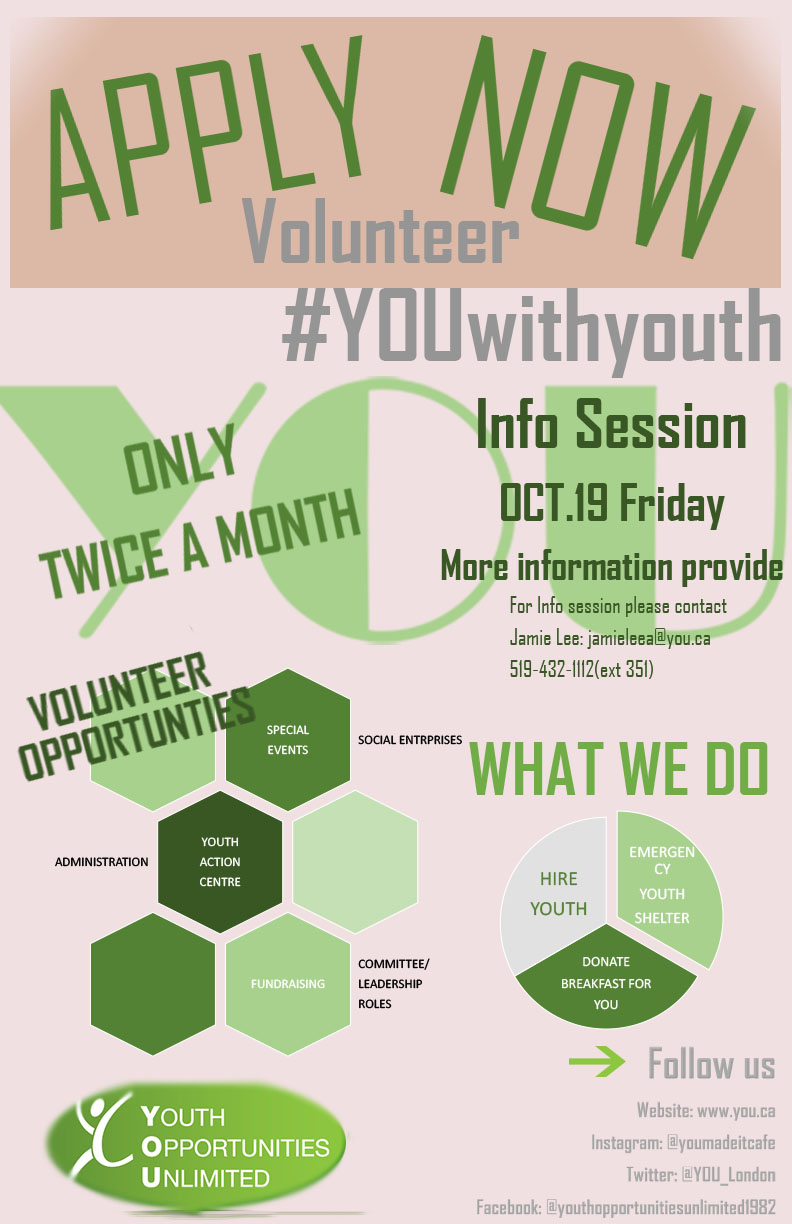 APPLY NOW
Volunteer
#YOUwithyouth
YOU
ONLY
TWICE A MONTH
Info Session
OCT.19 Friday
More information provide
For Info session please contact
Jamie Lee: jamieleea@you.ca
519-432-1112(ext 351)
VOLUNTEER
OPPORTUNTIES
SPECIAL
EVENTS
SOCIAL ENTRPRISES
ADMINISTRATION
YOUTH
ACTION
CENTRE
FUNDRAISING
COMMITTEE/
LEADERSHIP
ROLES
WHAT WE DO
HIRE
YOUTH
EMERGEN
CY
YOUTH
SHELTER
DONATE
BREAKFAST FOR
YOU
Follow us
Website: www.you.ca
Instagram: @youmadeitcafe
Twitter: @YOU_London
Facebook: @youthopportunitiesunlimited1982
YOUTH
OPPORTUNITIES
UNLIMITED